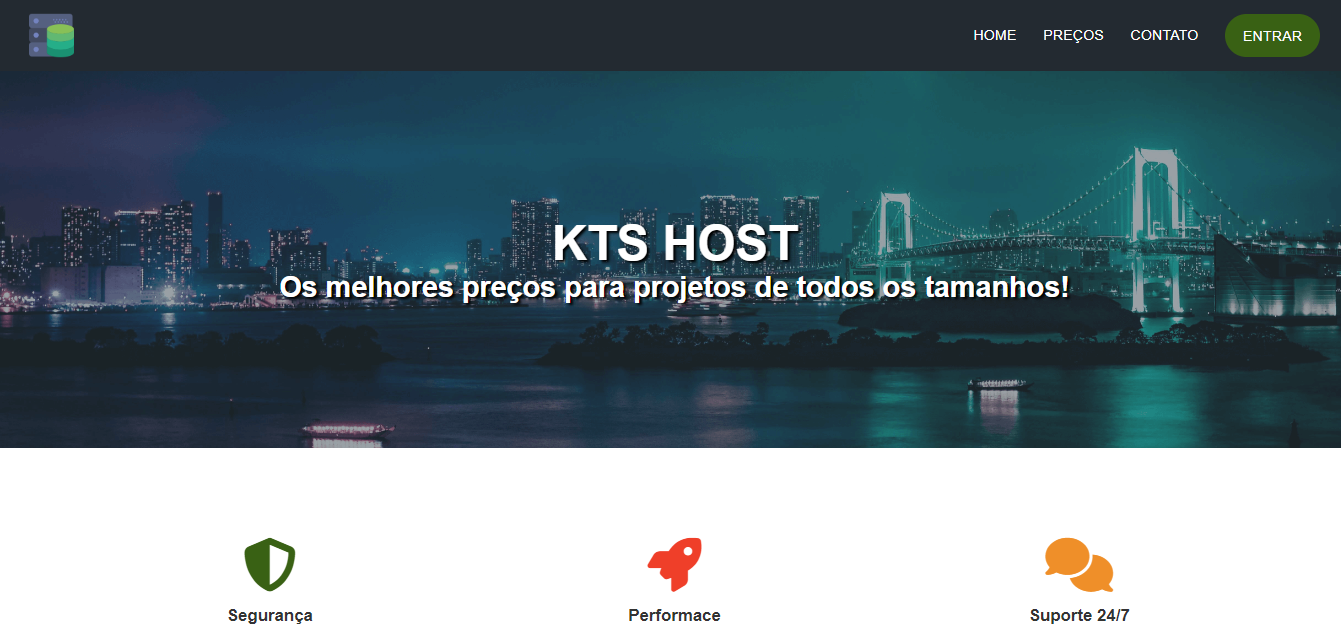 HOME PREÇOS CONTATO ENTRAR
KTS HOST
Os melhores preços para projetos de todos os tamanhos!
Segurança Performace Suporte 24/7